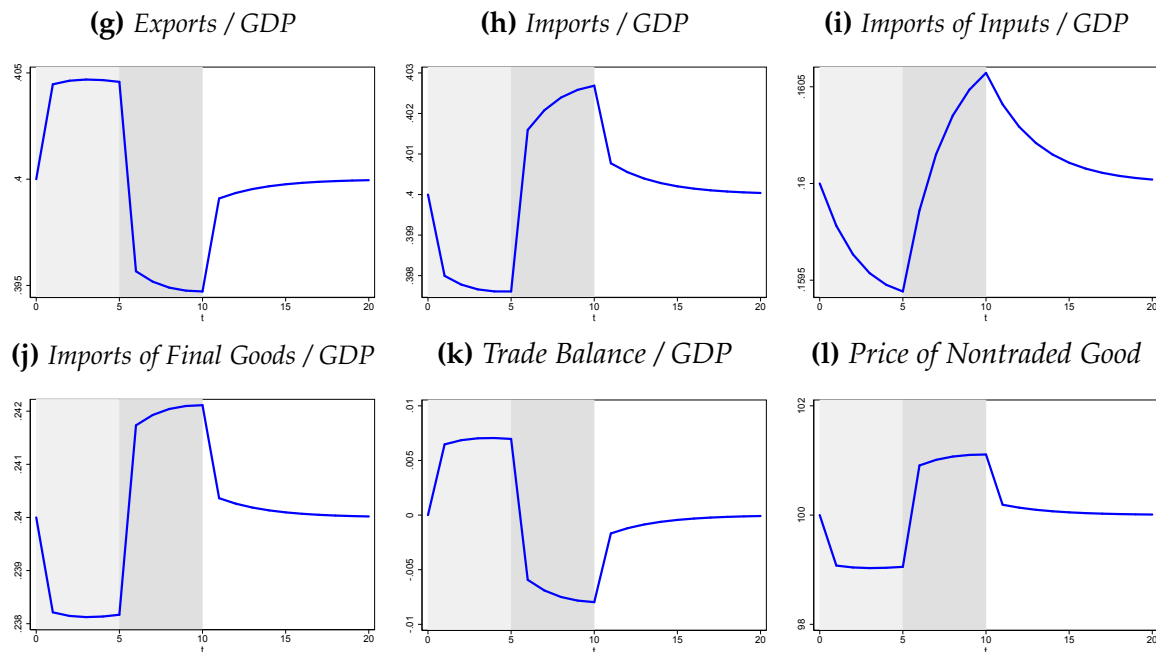 (g) Exports / GDP
(h) Imports / GDP
(i) Imports of Inputs / GDP
.405
.4
.395
0 5 10 15 20
t
.403
.402
.401
.4
.399
.398
0 5 10 15 20
t
.1605
.16
.1595
0 5 10 15 20
t
(j) Imports of Final Goods / GDP
(k) Trade Balance / GDP
(l) Price of Nontraded Good
.242
.241
.24
.239
.238
0 5 10 15 20
t
.01
.005
0
-.005
-.01
0 5 10 15 20
t
102
100
98
0 5 10 15 20
t